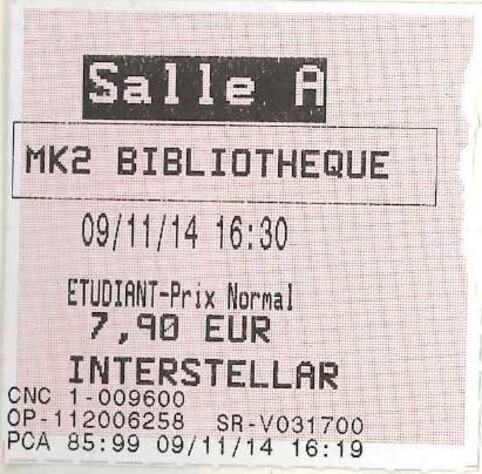 Salle A
MK2 BIBLIOTHEQUE
09/11/14 16:30
ETUDIANT-Prix Normal
7,90 EUR
INTERSTELLAR
CNC 1-009600
OP-112006258 SR-V031700
PCA 85:99 09/11/14 16:19